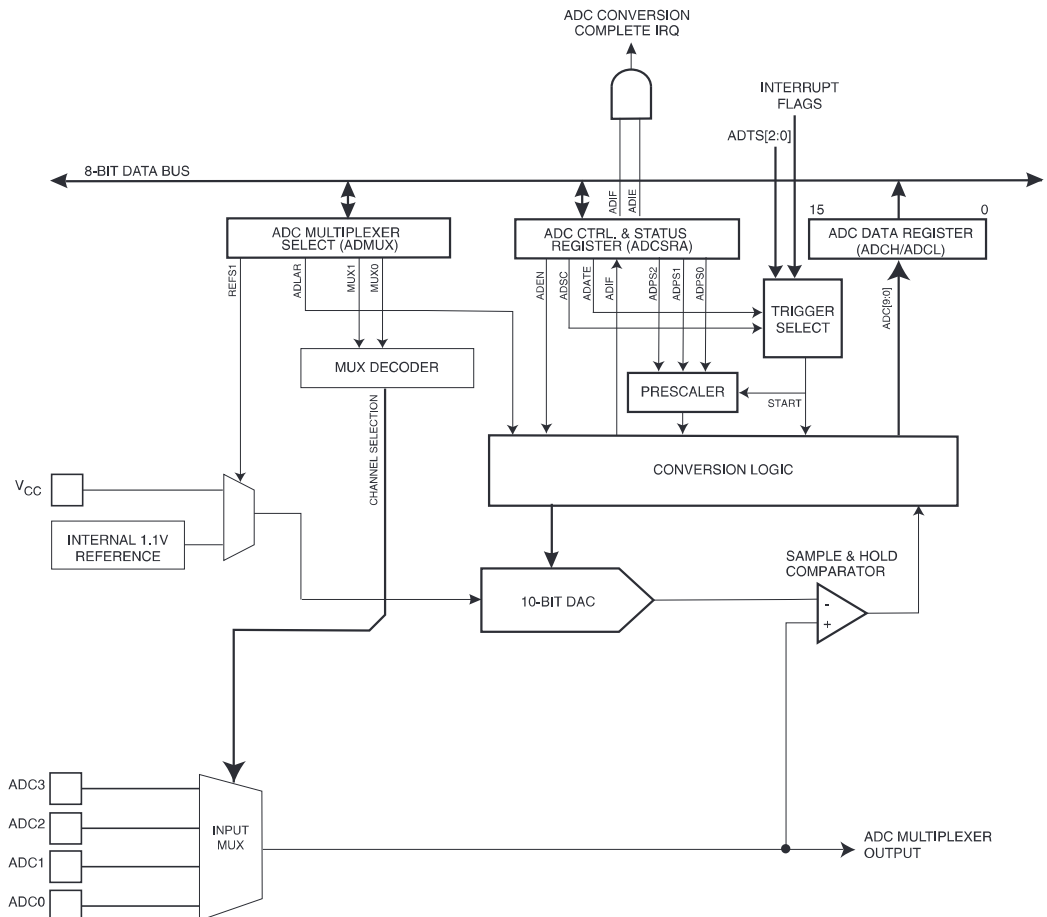 ADC CONVERSION
COMPLETE IRQ
INTERRUPT
FLAGS
ADTS[2:0]
8-BIT DATA BUS
ADIF
ADIE
15
0
ADC MULTIPLEXER
SELECT (ADMUX)
ADC CTRL. & STATUS
REGISTER (ADCSRA)
ADC DATA REGISTER
(ADCH/ADCL)
REFS1
ADLAR
MUX1
MUX0
ADEN
ADSC
ADATE
ADIF
ADPS2
ADPS1
ADPS0
ADC[9:0]
TRIGGER
SELECT
MUX DECODER
PRESCALER
START
CHANNEL SELECTION
CONVERSION LOGIC
VCC
INTERNAL 1.1V
REFERENCE
SAMPLE & HOLD
COMPARATOR
10-BIT DAC
-
+
ADC3
ADC2
ADC1
ADC0
INPUT
MUX
ADC MULTIPLEXER
OUTPUT